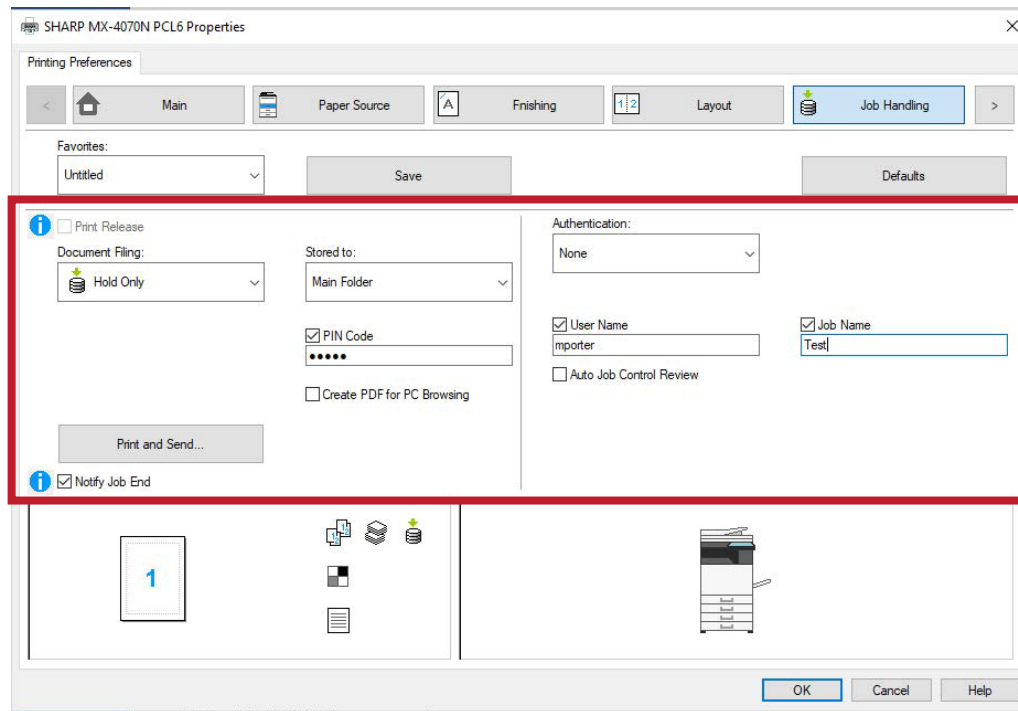 SHARP MX-4070N PCL6 Properties
Printing Preferences
< Main Paper Source Fnishing Layout Job Handling >
Favorites:
Untitled Save Defaults
Print Release
Document Filing: Stored to: Authentication:
Hold Only Main Folder None
PIN Code User Name Job Name
••••• mporter Test
Create PDF for PC Browsing Auto Job Control Review
Print and Send...
Notify Job End
1
OK Cancel Help